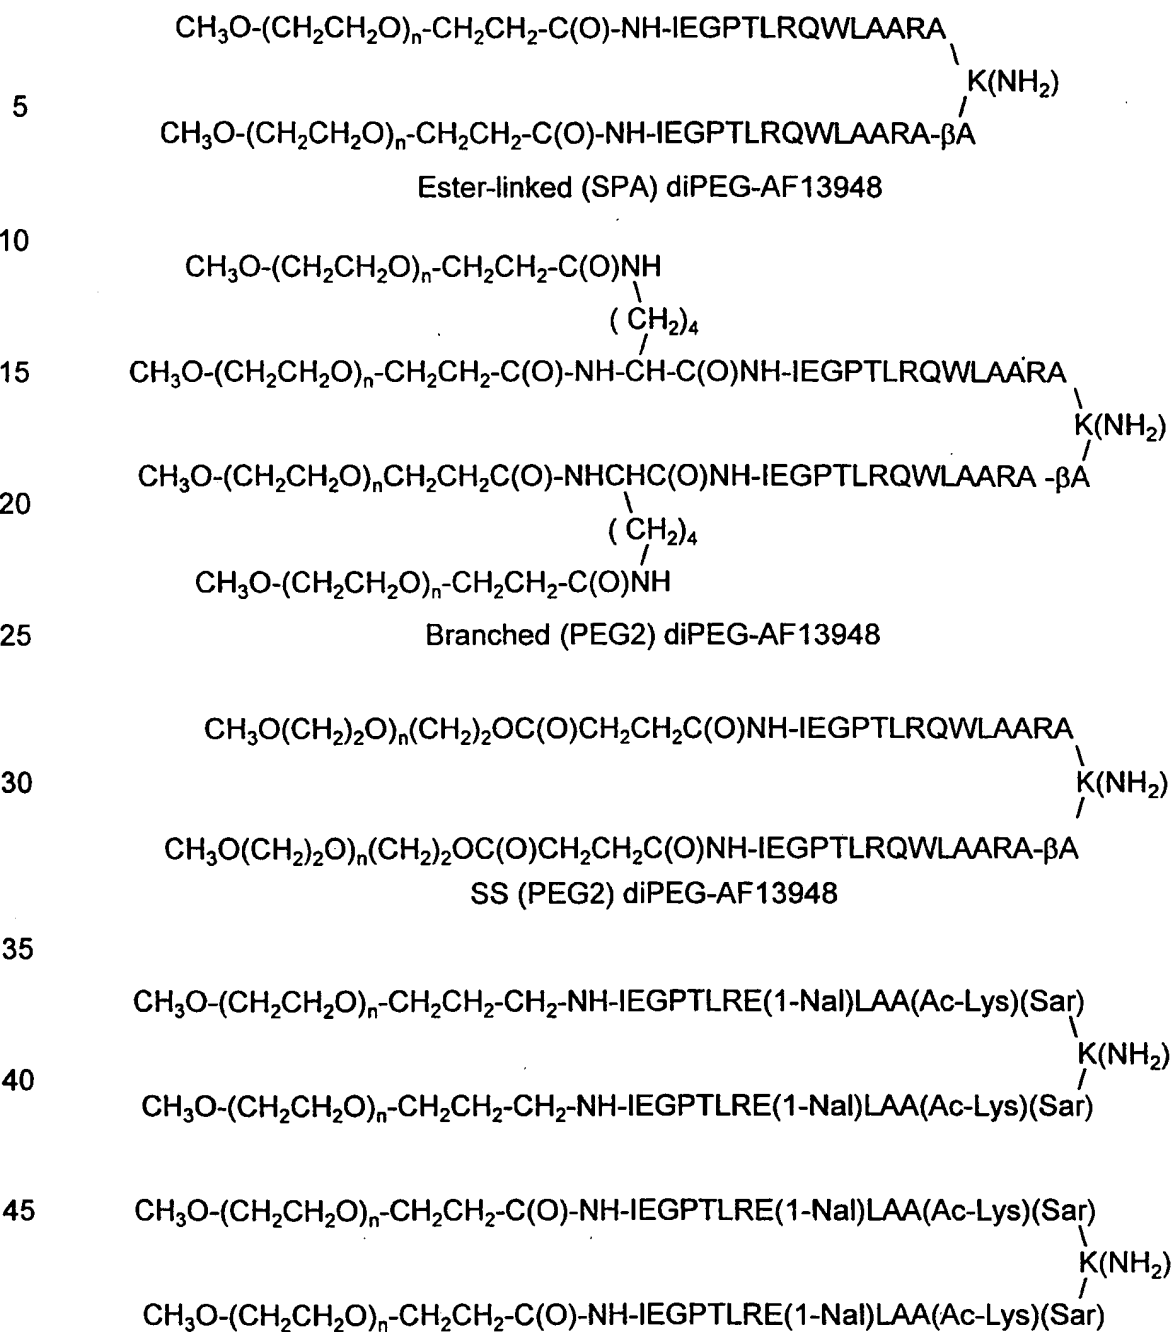 CH₃O-(CH₂CH₂O)ₙ-CH₂CH₂-C(O)-NH-IEGPTLRQWLAARA
K(NH₂)
5
CH₃O-(CH₂CH₂O)ₙ-CH₂CH₂-C(O)-NH-IEGPTLRQWLAARA-βA
Ester-linked (SPA) diPEG-AF13948
10
CH₃O-(CH₂CH₂O)ₙ-CH₂CH₂-C(O)NH
( CH₂)₄
15 CH₃O-(CH₂CH₂O)ₙ-CH₂CH₂-C(O)-NH-CH-C(O)NH-IEGPTLRQWLAARA
K(NH₂)
CH₃O-(CH₂CH₂O)ₙCH₂CH₂C(O)-NHCHC(O)NH-IEGPTLRQWLAARA -βA
20
( CH₂)₄
CH₃O-(CH₂CH₂O)ₙ-CH₂CH₂-C(O)NH
25 Branched (PEG2) diPEG-AF13948
CH₃O(CH₂)₂O)ₙ(CH₂)₂OC(O)CH₂CH₂C(O)NH-IEGPTLRQWLAARA
30 K(NH₂)
CH₃O(CH₂)₂O)ₙ(CH₂)₂OC(O)CH₂CH₂C(O)NH-IEGPTLRQWLAARA-βA
SS (PEG2) diPEG-AF13948
35
CH₃O-(CH₂CH₂O)ₙ-CH₂CH₂-CH₂-NH-IEGPTLRE(1-Nal)LAA(Ac-Lys)(Sar)
K(NH₂)
40
CH₃O-(CH₂CH₂O)ₙ-CH₂CH₂-CH₂-NH-IEGPTLRE(1-Nal)LAA(Ac-Lys)(Sar)
45 CH₃O-(CH₂CH₂O)ₙ-CH₂CH₂-C(O)-NH-IEGPTLRE(1-Nal)LAA(Ac-Lys)(Sar)
K(NH₂)
CH₃O-(CH₂CH₂O)ₙ-CH₂CH₂-C(O)-NH-IEGPTLRE(1-Nal)LAA(Ac-Lys)(Sar)